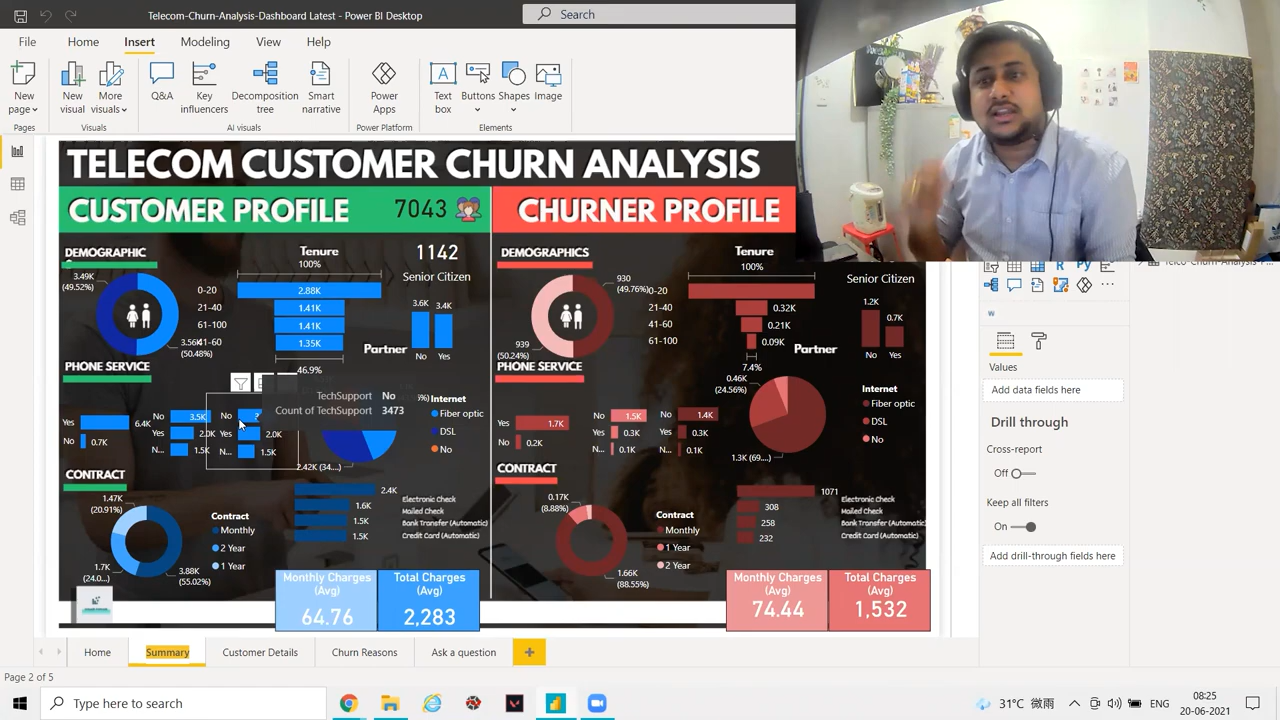 Telecom-Churn-Analysis-Dashboard Latest - Power BI Desktop
Search
File
Home
Insert
Modeling
View
Help
New page
New visual
More visuals
Q&A
Key influencers
Decomposition tree
Smart narrative
Power Apps
Text box
Buttons
Shapes
Image
Pages
Visuals
AI visuals
Power Platform
Elements
TELECOM CUSTOMER CHURN ANALYSIS
CUSTOMER PROFILE
7043
CHURNER PROFILE
DEMOGRAPHIC
3.49K
(49.52%)
(50.48%)
Tenure
100%
0-20
2.88K
21-40
1.41K
61-100
1.41K
41-60
1.35K
46.9%
1142
Senior Citizen
3.6K
3.4K
No
Yes
Partner
PHONE SERVICE
Yes
6.4K
No
0.7K
No
3.5K
Yes
2.0K
N...
1.5K
No
Yes
2.0K
N...
1.5K
TechSupport No
Count of TechSupport 3473
2.42K (34....)
Internet
Fiber optic
DSL
No
CONTRACT
1.47K
(20.91%)
1.7K
(24.0...)
3.88K
(55.02%)
Contract
Monthly
2 Year
1 Year
2.4K
1.6K
1.5K
1.5K
Electronic Check
Mailed Check
Bank Transfer (Automatic)
Credit Card (Automatic)
Monthly Charges
(Avg)
64.76
Total Charges
(Avg)
2,283
DEMOGRAPHICS
930
(49.76%)
939
(50.24%)
Tenure
100%
0-20
21-40
0.32K
41-60
0.21K
61-100
0.09K
7.4%
Senior Citizen
1.2K
0.7K
No
Yes
Partner
PHONE SERVICE
Yes
1.7K
No
0.2K
No
1.5K
Yes
0.3K
N...
0.1K
No
1.4K
Yes
0.3K
N...
0.1K
0.46K
(24.56%)
1.3K (69....)
Internet
Fiber optic
DSL
No
CONTRACT
0.17K
(8.88%)
1.66K
(88.55%)
Contract
Monthly
1 Year
2 Year
1071
308
258
232
Electronic Check
Mailed Check
Bank Transfer (Automatic)
Credit Card (Automatic)
Monthly Charges
(Avg)
74.44
Total Charges
(Avg)
1,532
R
Py
Values
Add data fields here
Drill through
Cross-report
Off
Keep all filters
On
Add drill-through fields here
Home
Summary
Customer Details
Churn Reasons
Ask a question
Page 2 of 5
Type here to search
31°C 微雨
ENG
08:25
20-06-2021